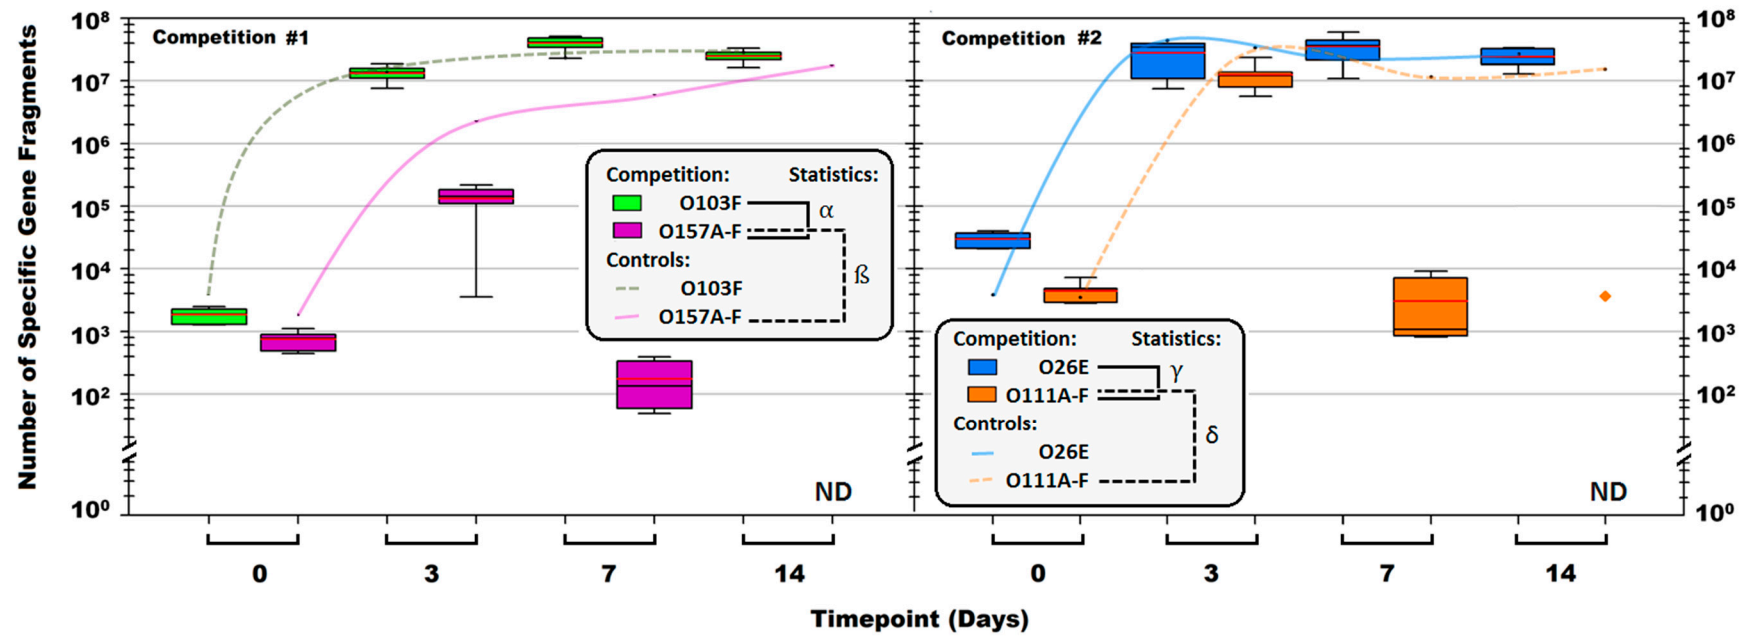 Number of Specific Gene Fragments
10⁸
10⁷
10⁶
10⁵
10⁴
10³
10²
10⁰
Competition #1
Competition: Statistics:
O103F
α
O157A-F
Controls:
ß
O103F
O157A-F
ND
Competition #2
Competition: Statistics:
O26E
γ
O111A-F
Controls:
δ
O26E
O111A-F
ND
10⁸
10⁷
10⁶
10⁵
10⁴
10³
10²
10⁰
0 3 7 14 0 3 7 14
Timepoint (Days)